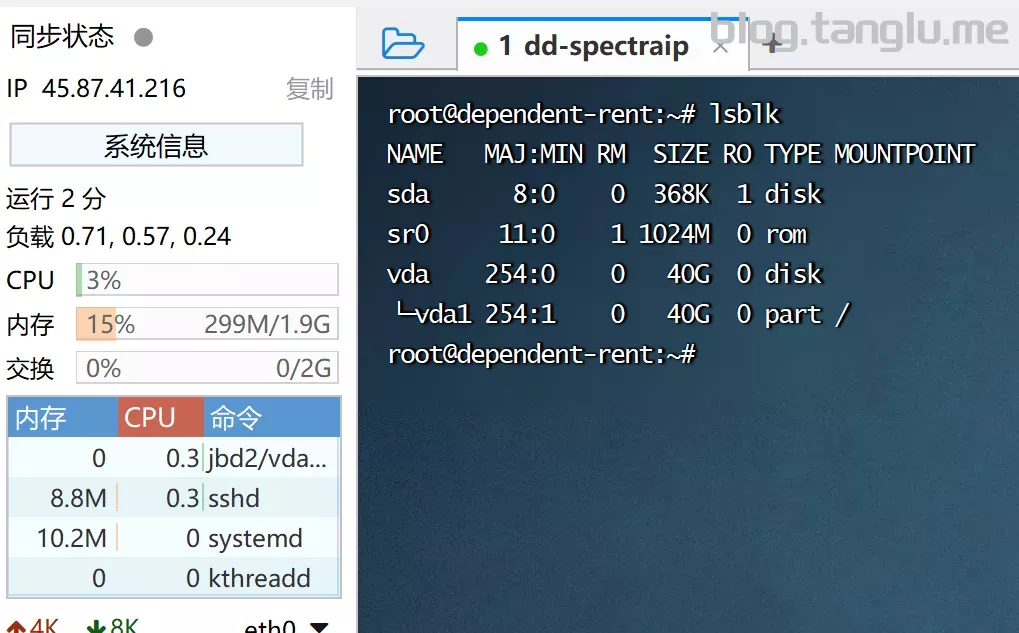 同步状态
IP 45.87.41.216 复制
系统信息
运行 2 分
负载 0.71, 0.57, 0.24
CPU 3%
内存 15% 299M/1.9G
交换 0% 0/2G
内存 CPU 命令
0 0.3 jbd2/vda...
8.8M 0.3 sshd
10.2M 0 systemd
0 0 kthreadd
4K 8K eth0
1 dd-spectraip × +
blog.tanglu.me
root@dependent-rent:~# lsblk
NAME   MAJ:MIN RM  SIZE RO TYPE MOUNTPOINT
sda      8:0    0  368K  1 disk
sr0     11:0    1 1024M  0 rom
vda    254:0    0   40G  0 disk
└─vda1 254:1    0   40G  0 part /
root@dependent-rent:~#